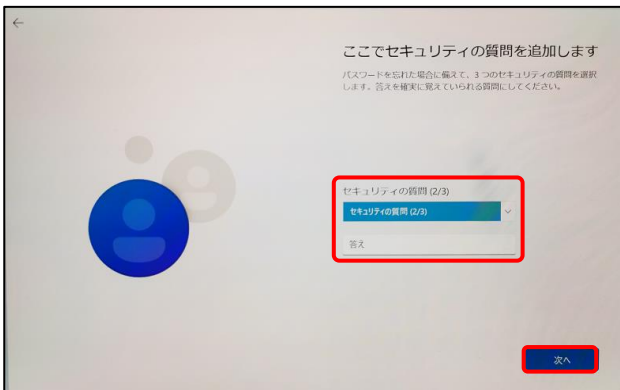 ここでセキュリティの質問を追加します
パスワードを忘れた場合に備えて、3 つのセキュリティの質問を選択
します。答えを確実に覚えていられる質問にしてください。
セキュリティの質問 (2/3)
セキュリティの質問 (2/3)
答え
次へ